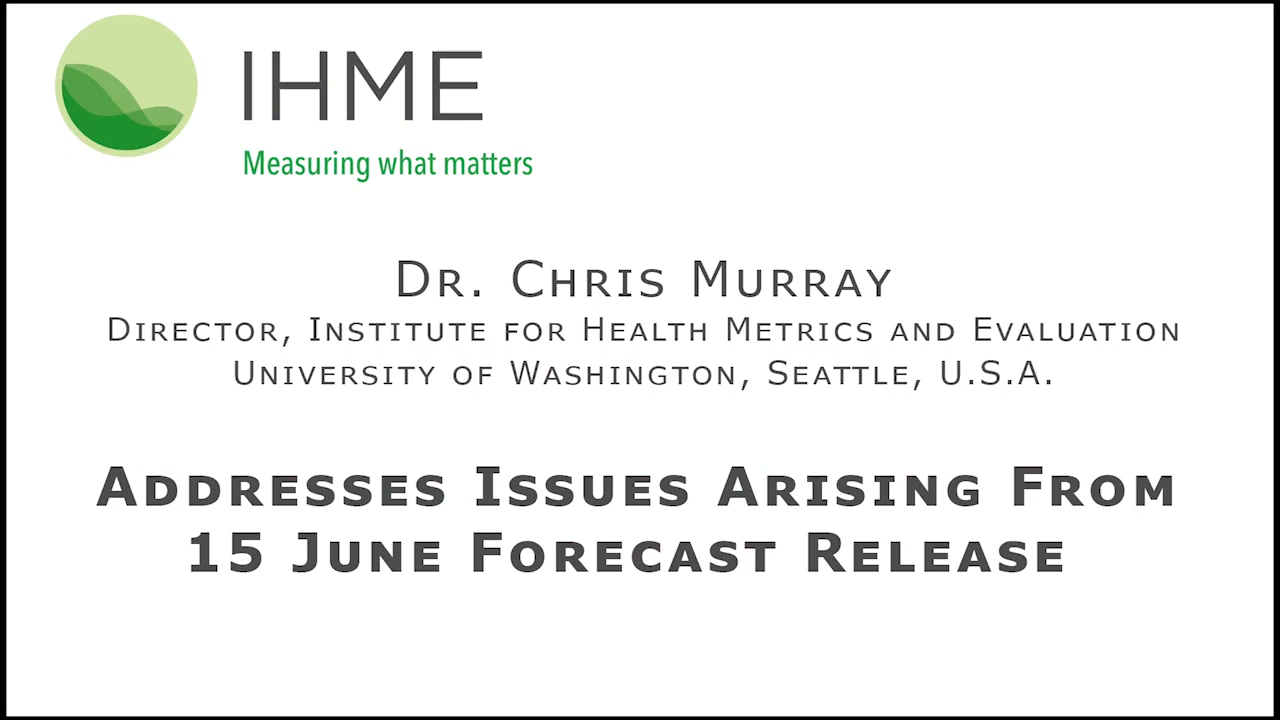 IHME
Measuring what matters
Dr. Chris Murray
Director, Institute for Health Metrics and Evaluation
University of Washington, Seattle, U.S.A.
Addresses Issues Arising From
15 June Forecast Release